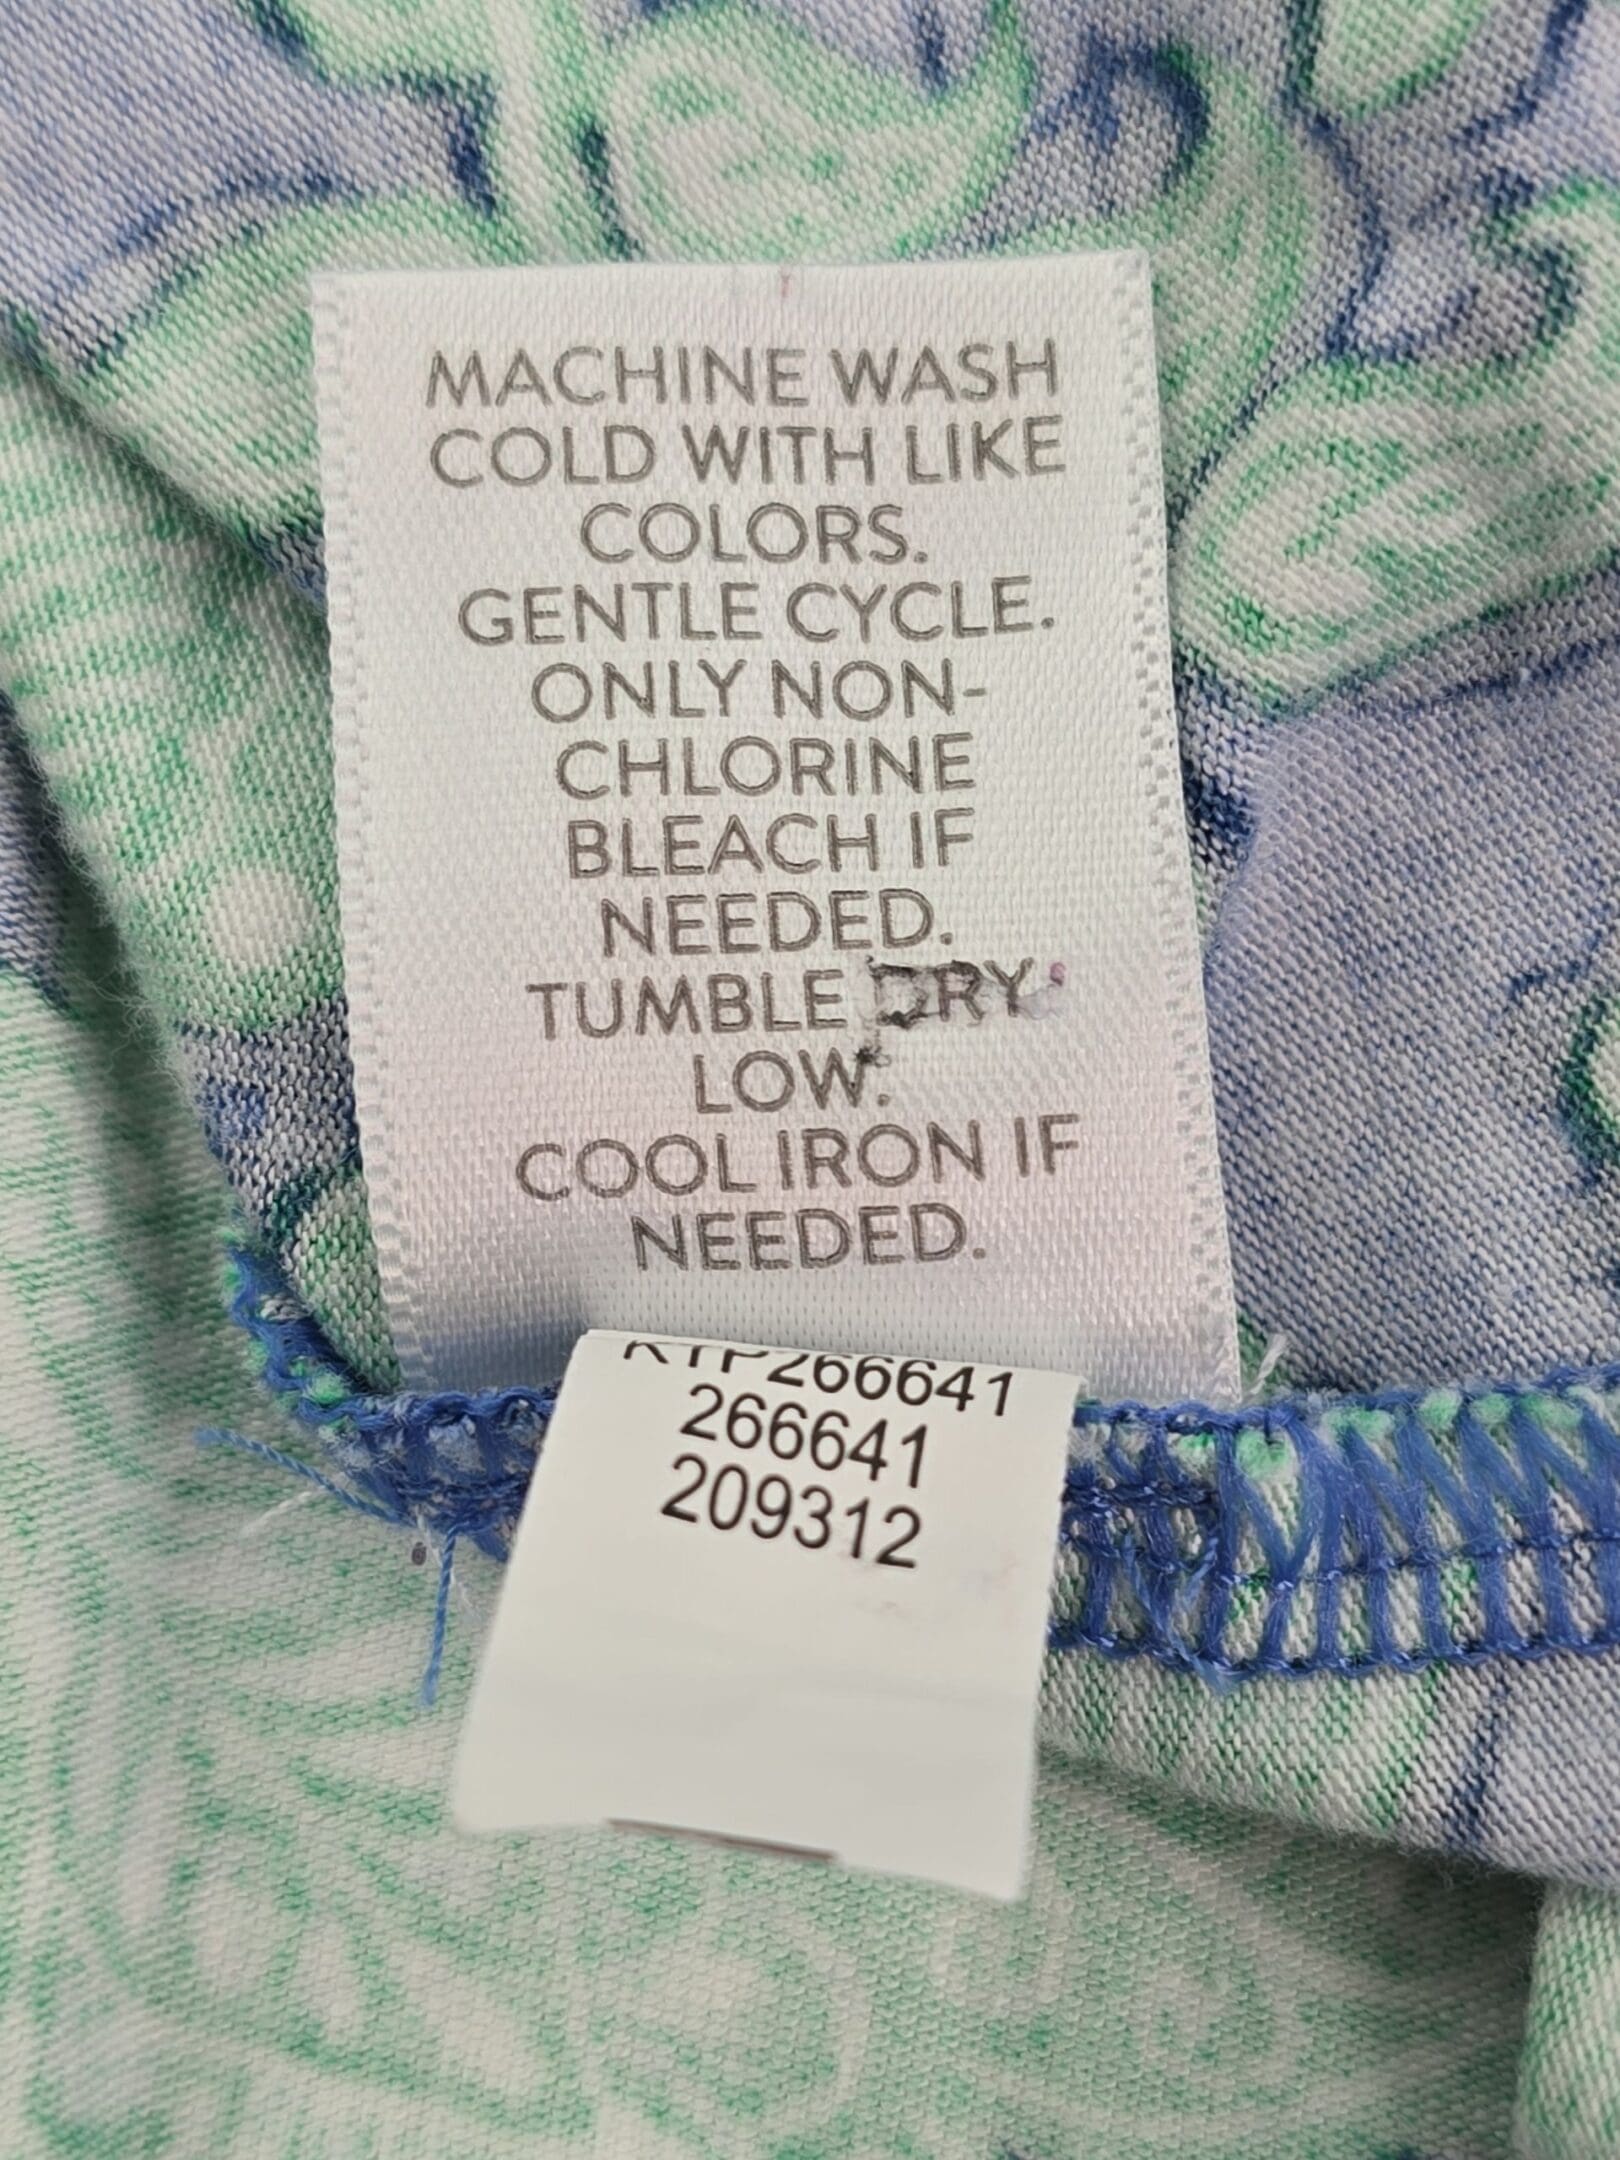 MACHINE WASH
COLD WITH LIKE
COLORS.
GENTLE CYCLE.
ONLY NON-
CHLORINE
BLEACH IF
NEEDED.
TUMBLE DRY
LOW.
COOL IRON IF
NEEDED.
KTP266641
266641
209312